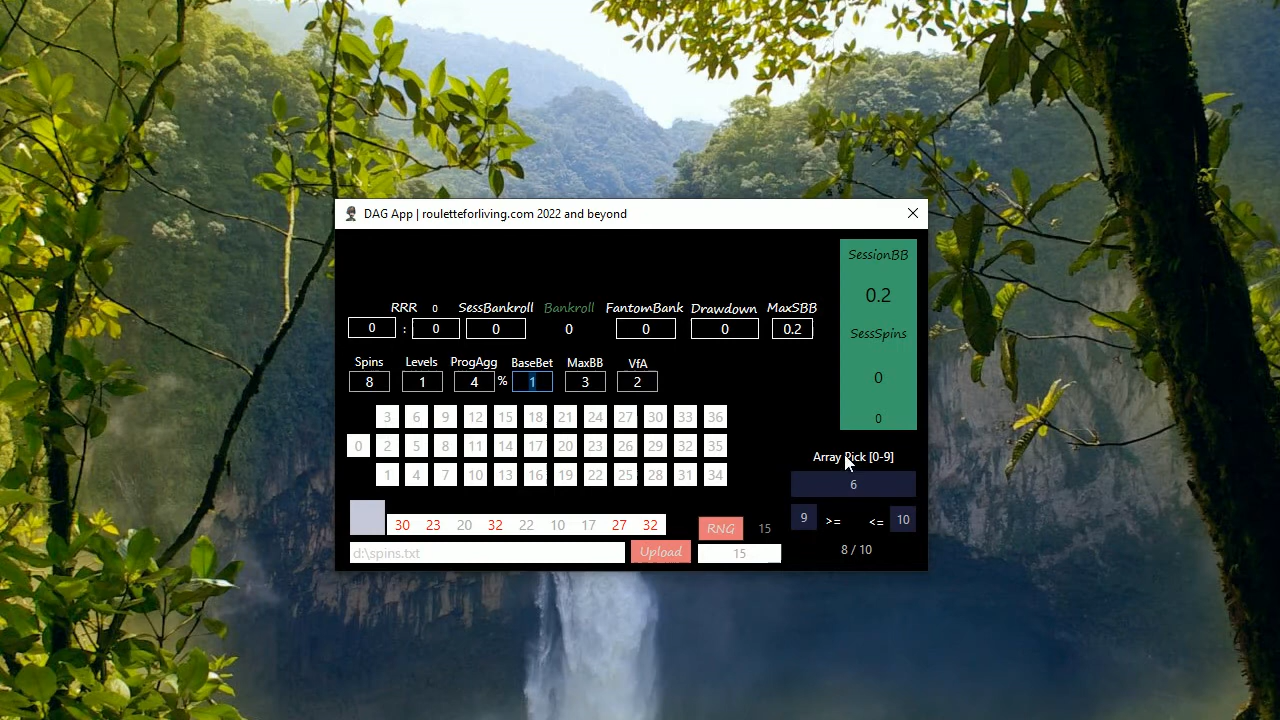 DAG App | rouletteforliving.com 2022 and beyond
SessionBB
0.2
SessSpins
0
0
RRR 0 SessBankroll Bankroll FantomBank Drawdown MaxSBB
0 : 0 0 0 0 0 0.2
Spins Levels ProgAgg BaseBet MaxBB VfA
8 1 4 % 1 3 2
3 6 9 12 15 18 21 24 27 30 33 36
0 2 5 8 11 14 17 20 23 26 29 32 35
1 4 7 10 13 16 19 22 25 28 31 34
Array Pick [0-9]
6
9 >= <= 10
8 / 10
30 23 20 32 22 10 17 27 32
RNG 15
d:\spins.txt Upload 15